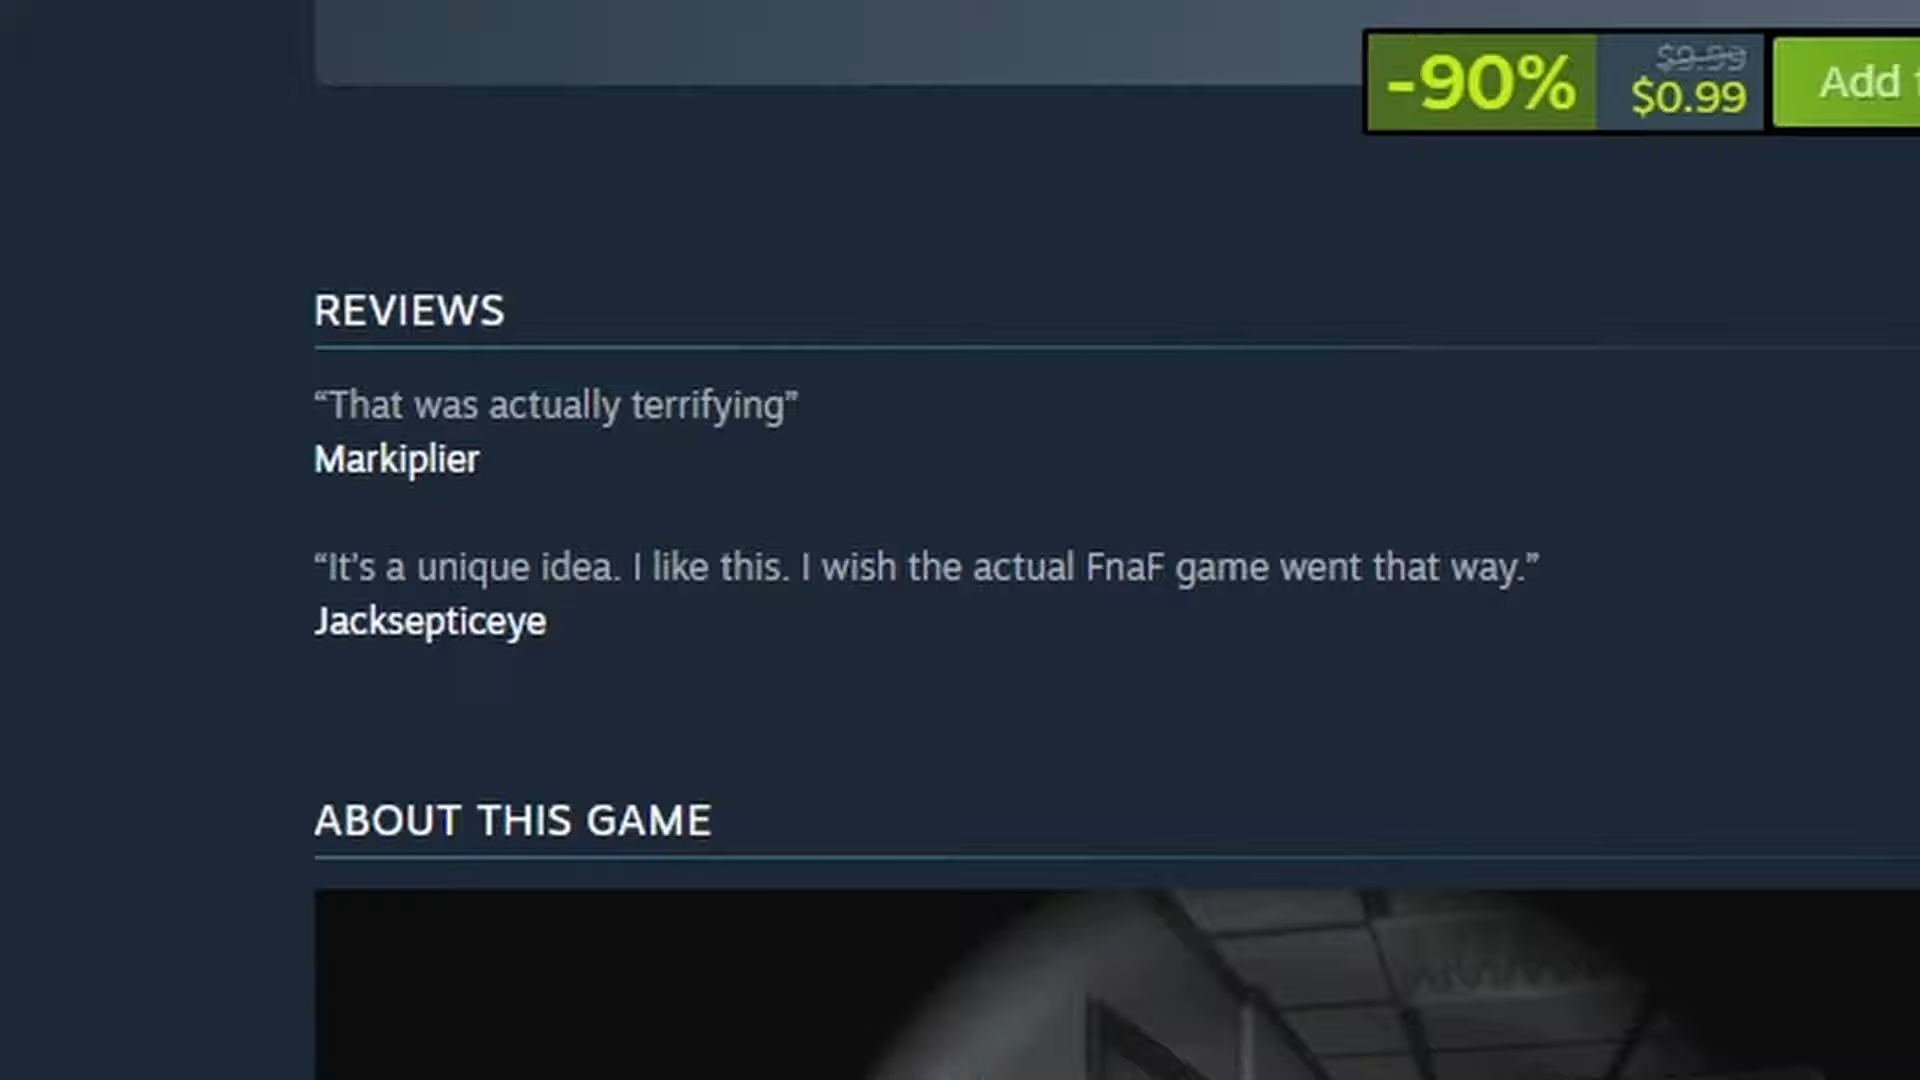 -90%
$9.99
$0.99
Add
REVIEWS
“That was actually terrifying”
Markiplier
“It's a unique idea. I like this. I wish the actual FnaF game went that way.”
Jacksepticeye
ABOUT THIS GAME